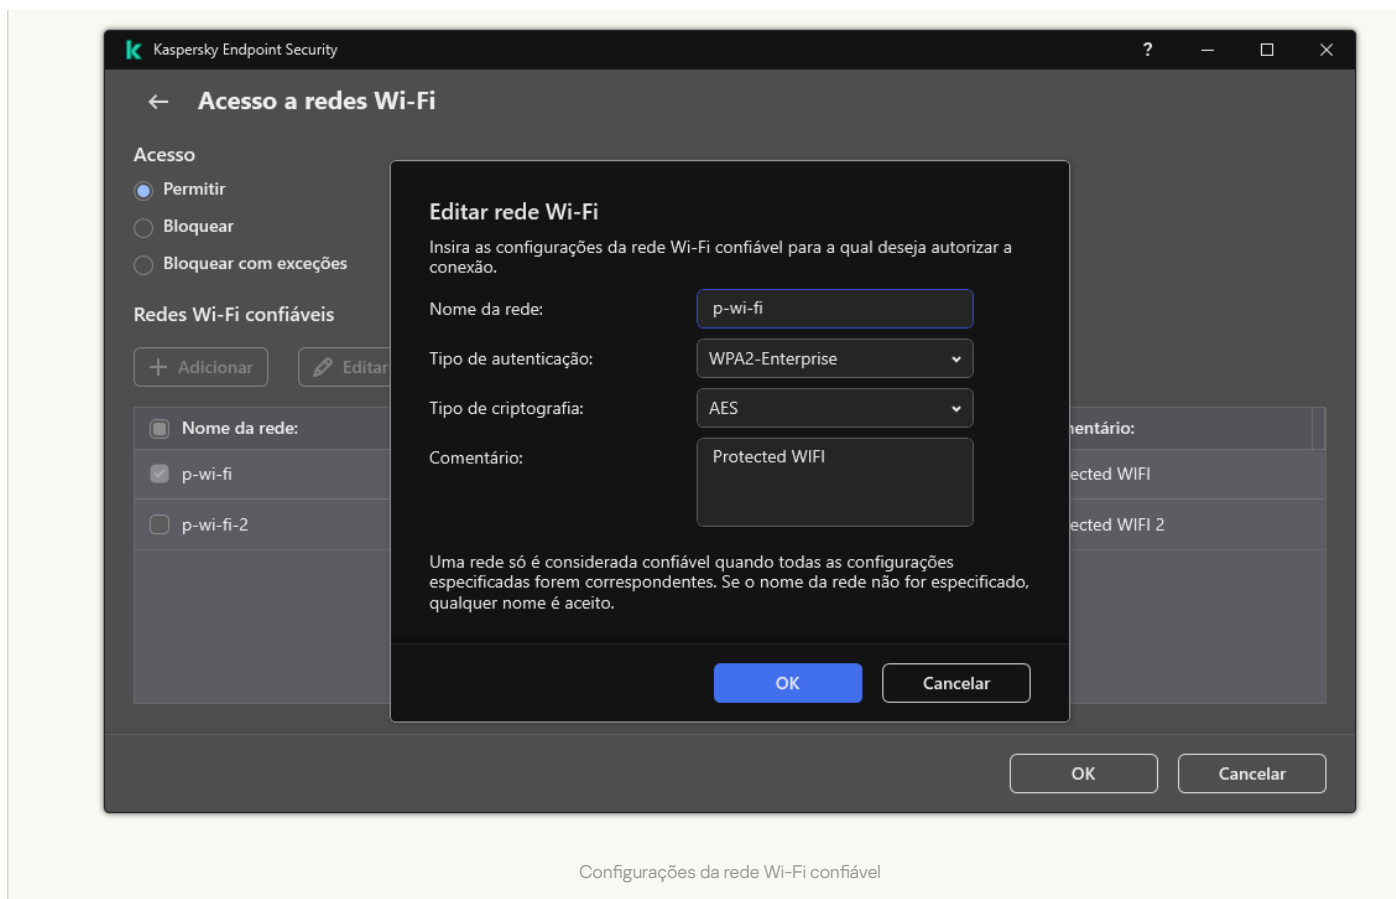 Kaspersky Endpoint Security
?
Acesso a redes Wi-Fi
Acesso
Permitir
Bloquear
Bloquear com exceções
Redes Wi-Fi confiáveis
Adicionar
Editar
Nome da rede:
p-wi-fi
p-wi-fi-2
Editar rede Wi-Fi
Insira as configurações da rede Wi-Fi confiável para a qual deseja autorizar a
conexão.
Nome da rede:
p-wi-fi
Tipo de autenticação:
WPA2-Enterprise
Tipo de criptografia:
AES
Comentário:
Protected WIFI
Uma rede só é considerada confiável quando todas as configurações
especificadas forem correspondentes. Se o nome da rede não for especificado,
qualquer nome é aceito.
OK
Cancelar
nentário:
ected WIFI
ected WIFI 2
OK
Cancelar
Configurações da rede Wi-Fi confiável